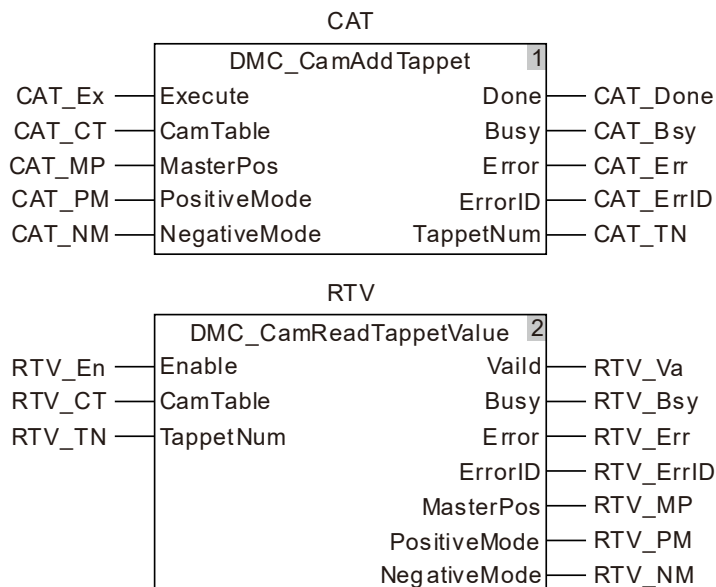 CAT
DMC_CamAddTappet 1
CAT_Ex Execute Done CAT_Done
CAT_CT CamTable Busy CAT_Bsy
CAT_MP MasterPos Error CAT_Err
CAT_PM PositiveMode ErrorID CAT_ErrID
CAT_NM NegativeMode TappetNum CAT_TN
RTV
DMC_CamReadTappetValue 2
RTV_En Enable Vaild RTV_Va
RTV_CT CamTable Busy RTV_Bsy
RTV_TN TappetNum Error RTV_Err
ErrorID RTV_ErrID
MasterPos RTV_MP
PositiveMode RTV_PM
NegativeMode RTV_NM